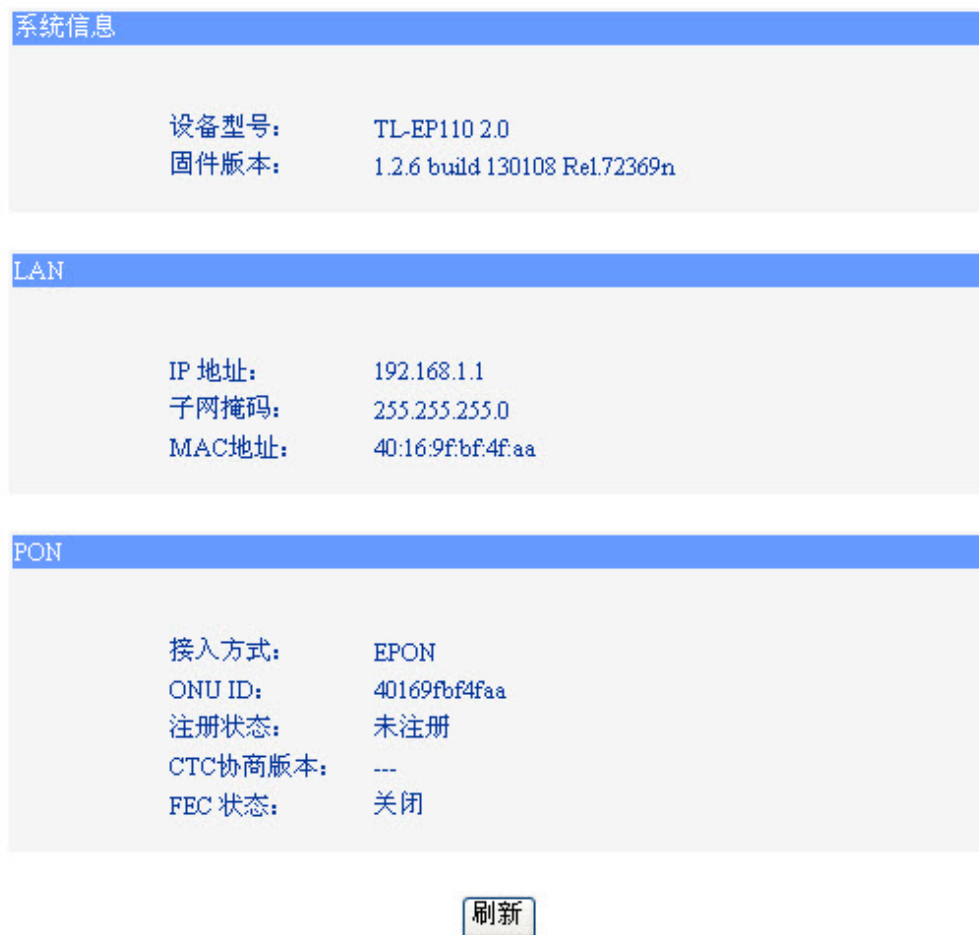 系统信息
设备型号： TL-EP110 2.0
固件版本： 1.2.6 build 130108 Rel.72369n
LAN
IP 地址： 192.168.1.1
子网掩码： 255.255.255.0
MAC地址： 40:16:9f:bf:4f:aa
PON
接入方式： EPON
ONU ID： 40169fbf4faa
注册状态： 未注册
CTC协商版本： ---
FEC 状态： 关闭
刷新